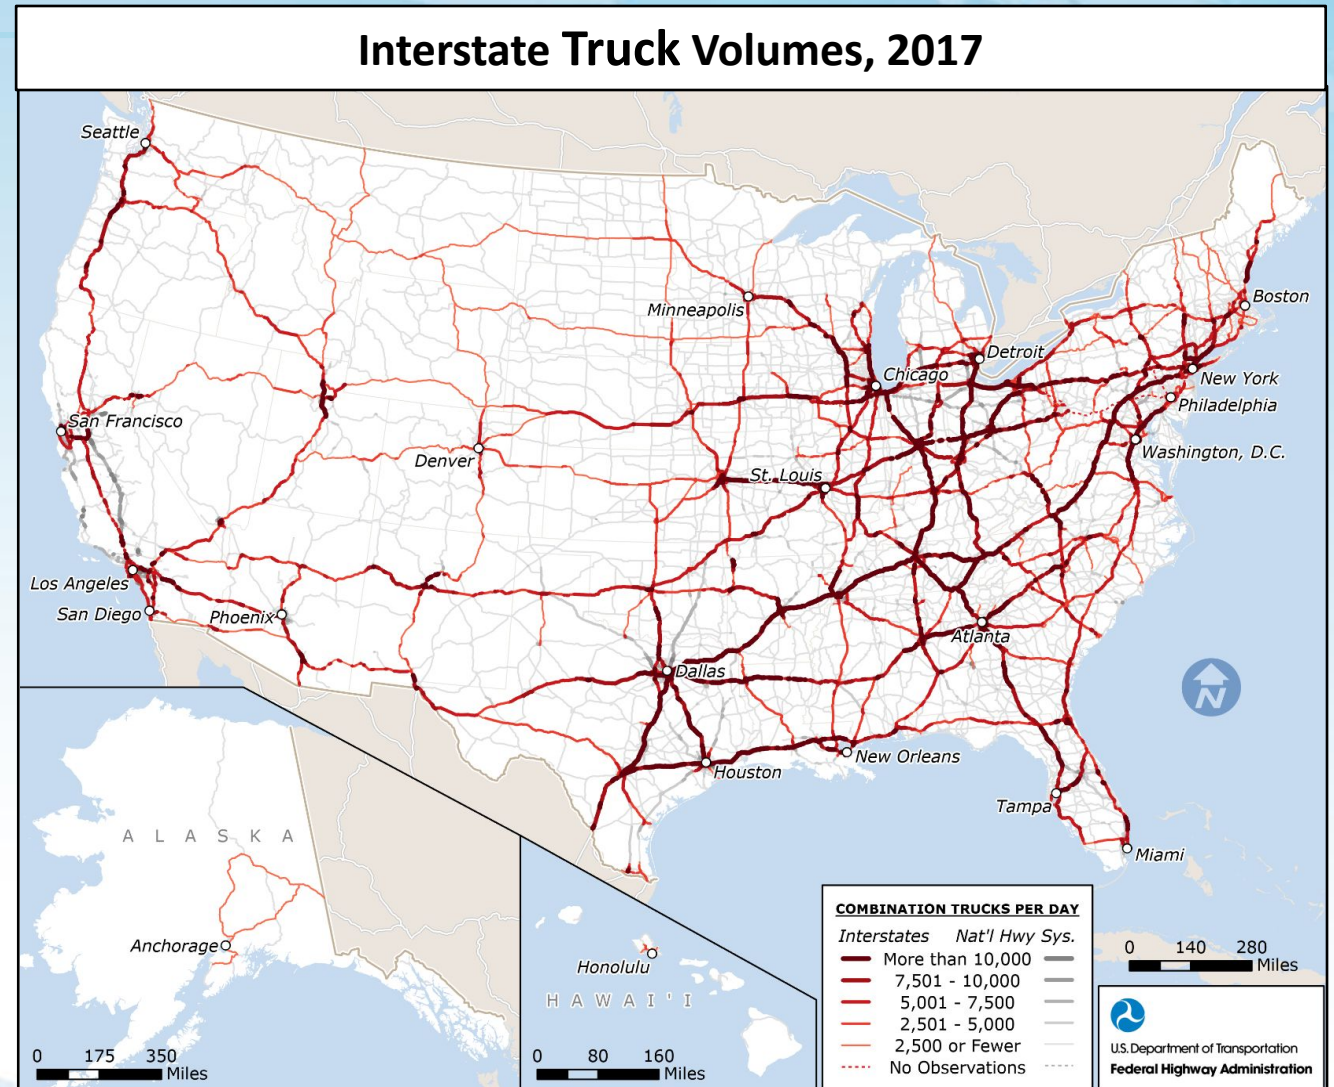 Interstate Truck Volumes, 2017
Seattle
Minneapolis
Boston
Detroit
Chicago
New York
San Francisco
Philadelphia
Denver
Washington, D.C.
St. Louis
Los Angeles
San Diego
Phoenix
Atlanta
Dallas
N
New Orleans
Houston
Tampa
Miami
ALASKA
Anchorage
Honolulu
HAWAI'I
0 175 350
Miles
0 80 160
Miles
COMBINATION TRUCKS PER DAY
Interstates Nat'l Hwy Sys.
More than 10,000
7,501 - 10,000
5,001 - 7,500
2,501 - 5,000
2,500 or Fewer
No Observations
0 140 280
Miles
U.S. Department of Transportation
Federal Highway Administration